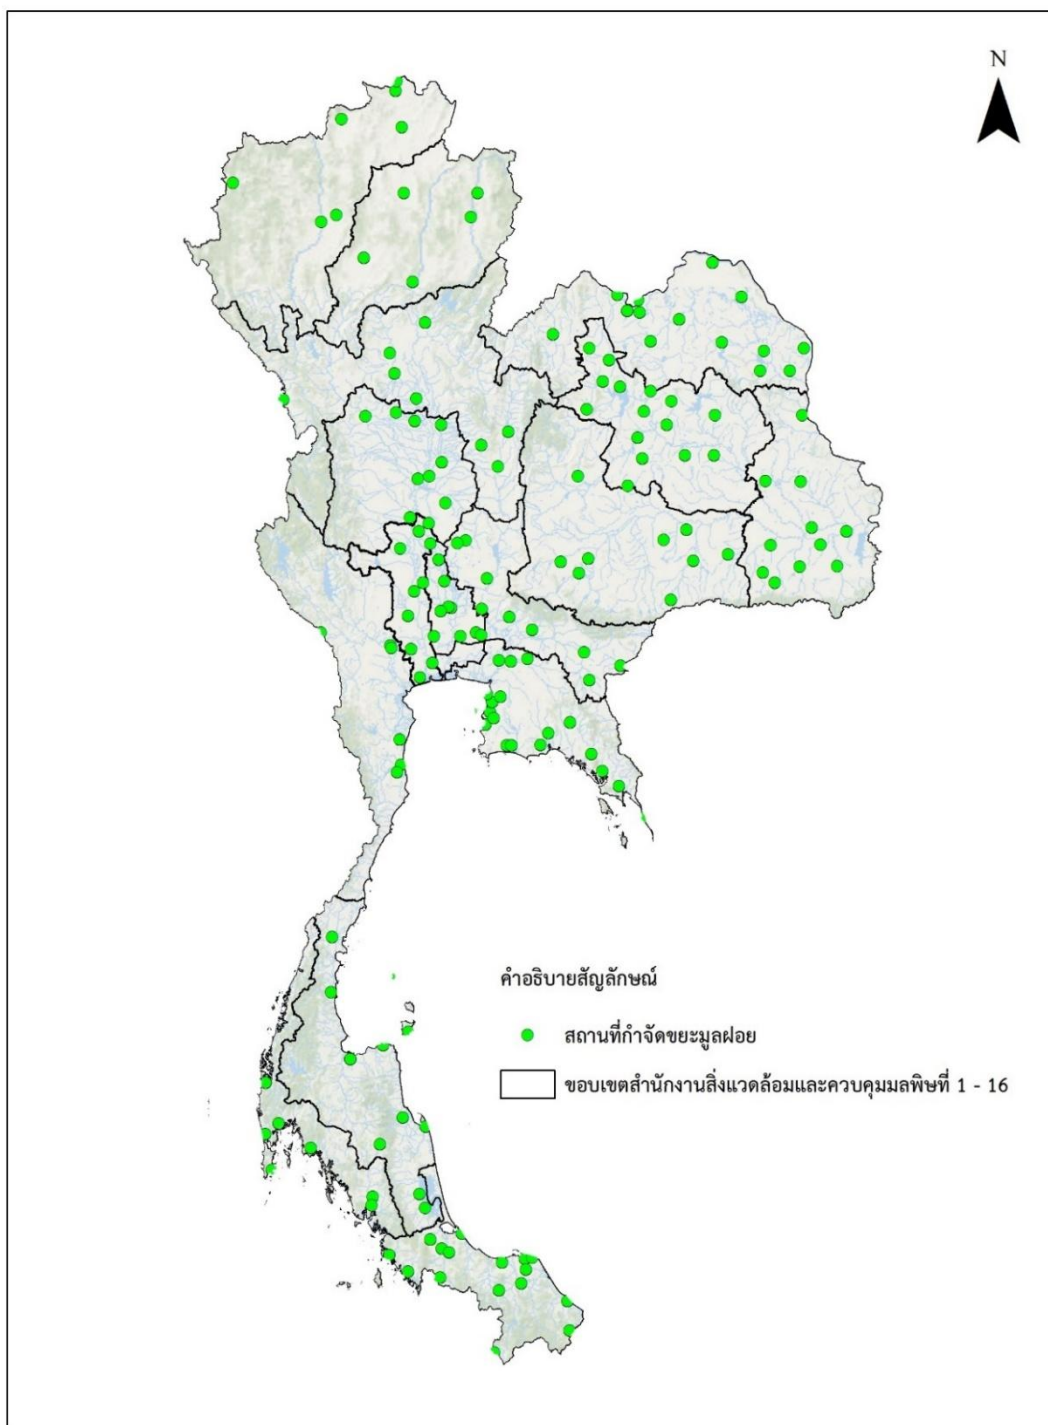 N
คำอธิบายสัญลักษณ์
สถานที่กำจัดขยะมูลฝอย
ขอบเขตสำนักงานสิ่งแวดล้อมและควบคุมมลพิษที่ 1 - 16